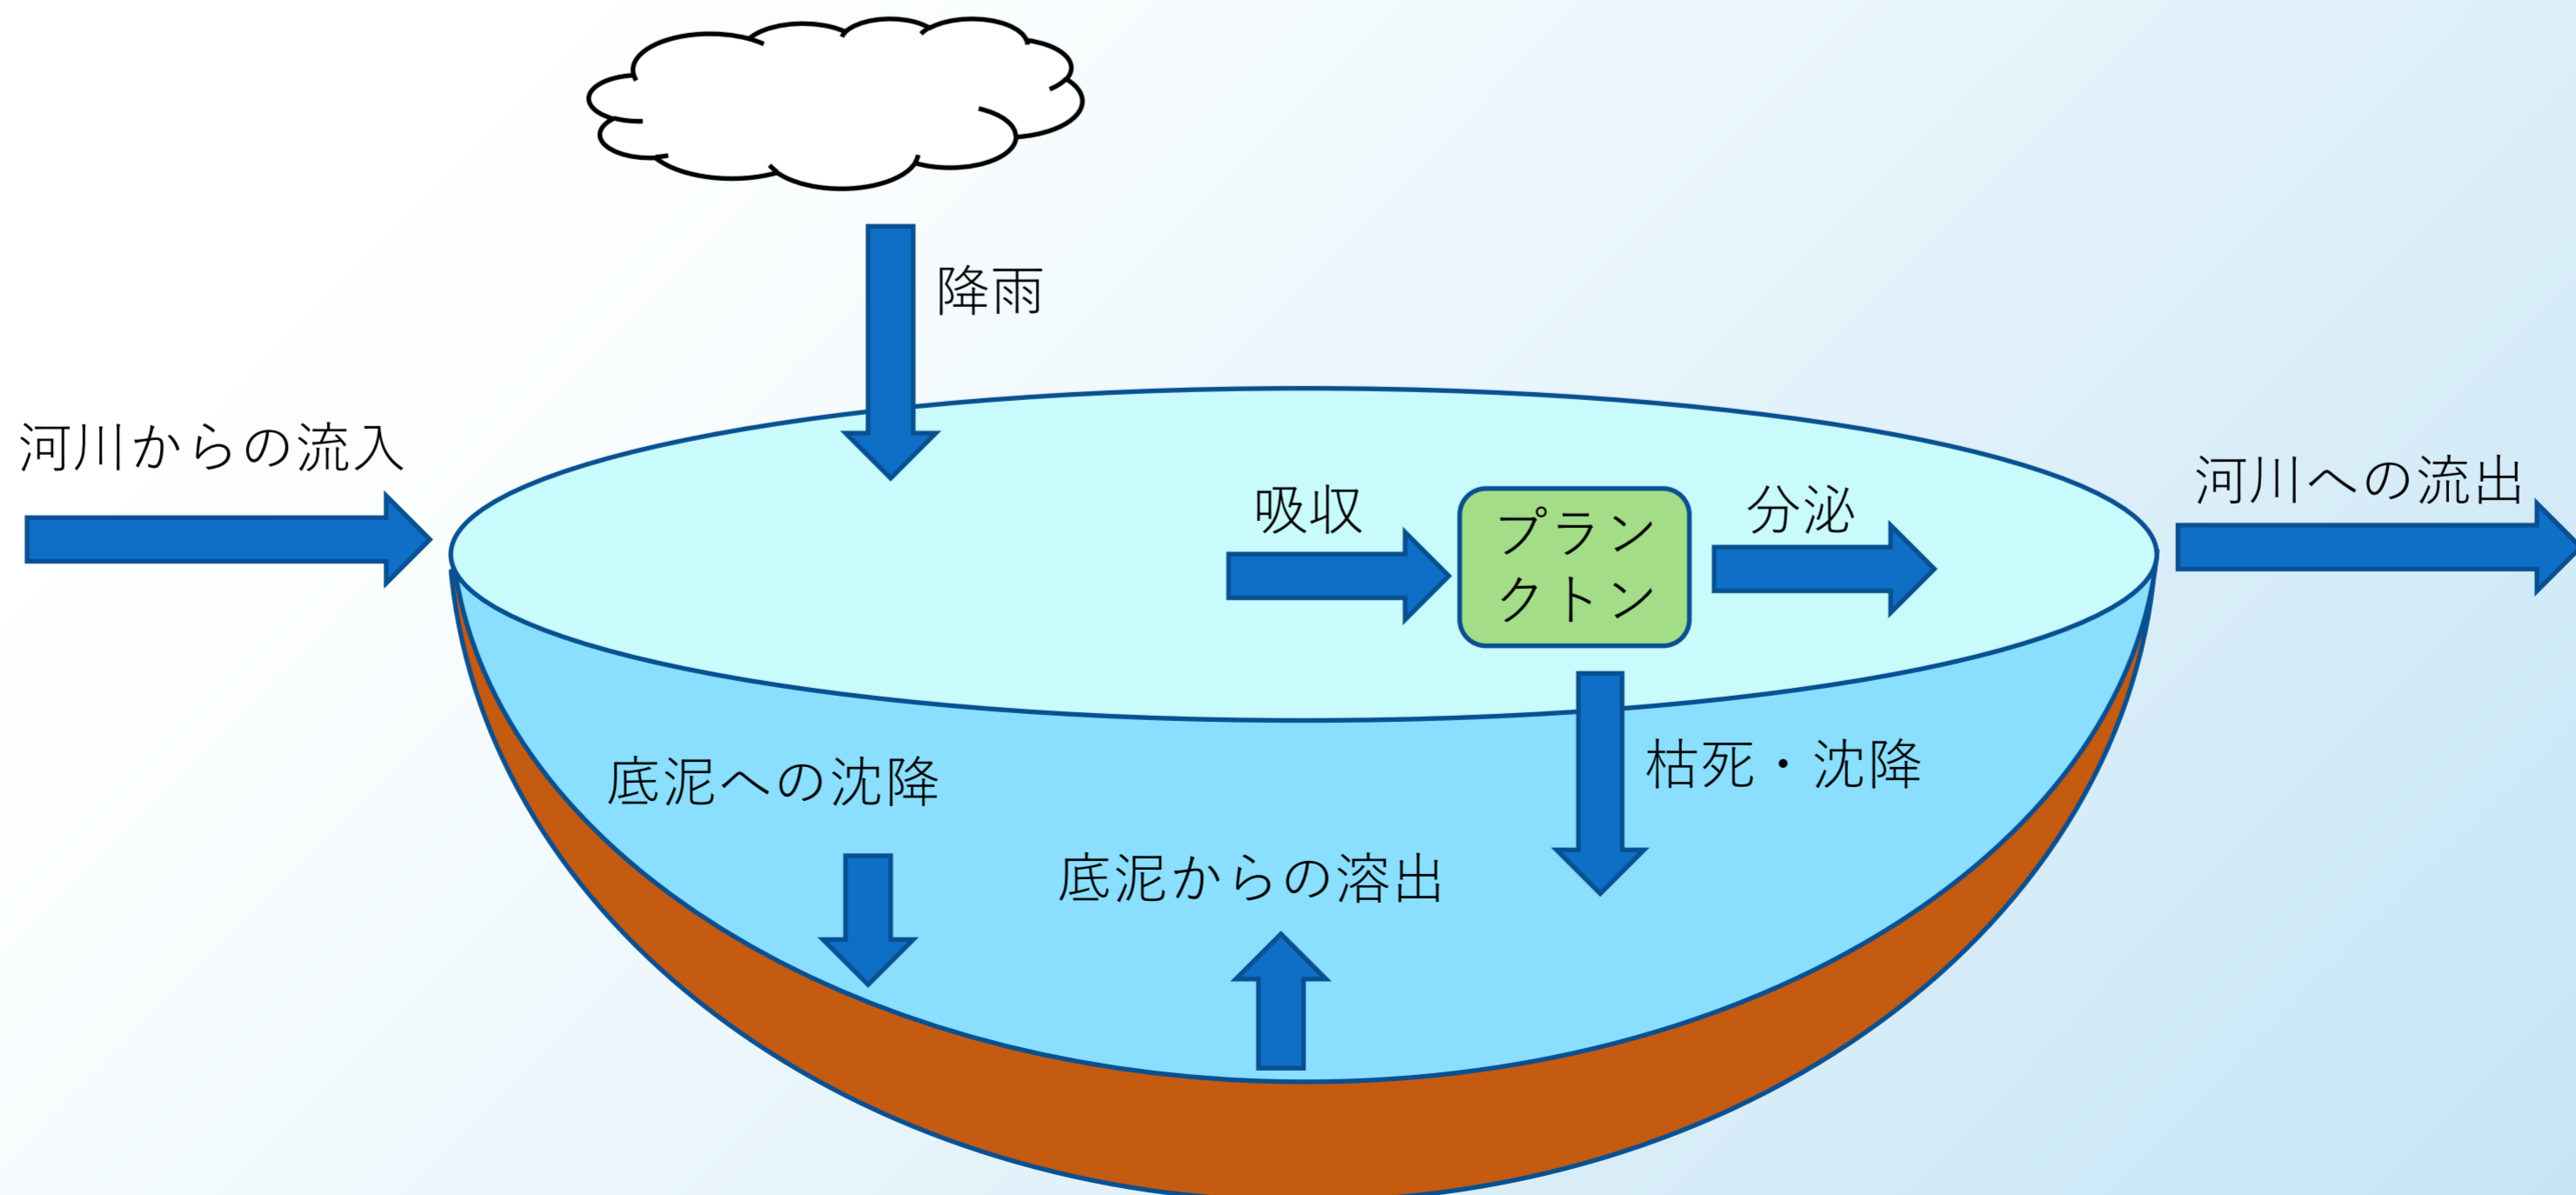 降雨
河川からの流入
河川への流出
吸収
プラン
クトン
分泌
底泥への沈降
枯死・沈降
底泥からの溶出